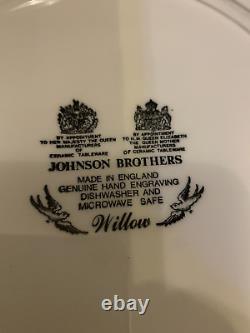 BY APPOINTMENT
TO HER MAJESTY THE QUEEN
MANUFACTURERS
OF
CERAMIC TABLEWARE
BY APPOINTMENT
TO H.M. QUEEN ELIZABETH
THE QUEEN MOTHER
MANUFACTURERS
OF CERAMIC TABLEWARE
JOHNSON BROTHERS
MADE IN ENGLAND
GENUINE HAND ENGRAVING
DISHWASHER AND
MICROWAVE SAFE
Willow
ebay